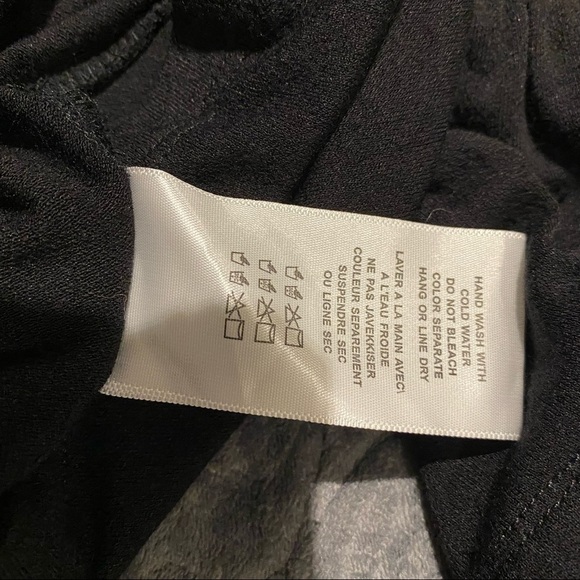 HAND WASH WITH
COLD WATER
DO NOT BLEACH
COLOR SEPARATE
HANG OR LINE DRY
LAVER A LA MAIN AVEC\
A L'EAU FROIDE
NE PAS JAVEKKISER
COULEUR SEPAREMENT
SUSPENDRE SEC
OU LIGNE SEC